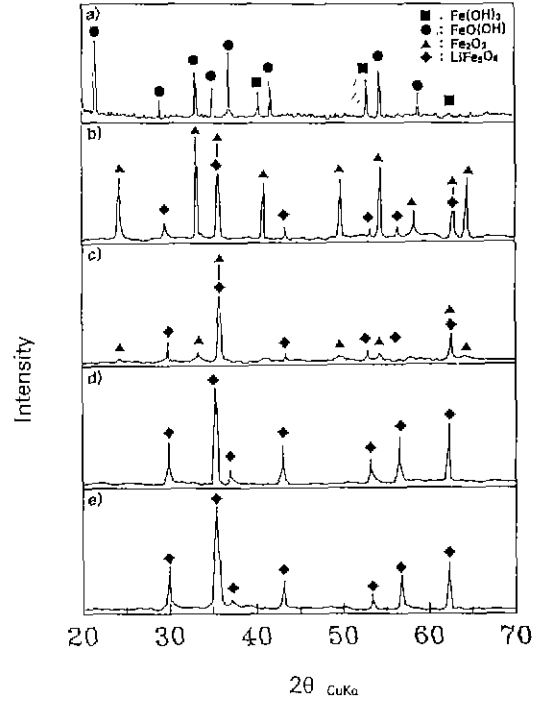 a)
■ : Fe(OH)₃
● : FeO(OH)
▲ : Fe₂O₃
◆ : LiFe₅O₈
b)
c)
d)
e)
Intensity
20 30 40 50 60 70
2θ CuKα